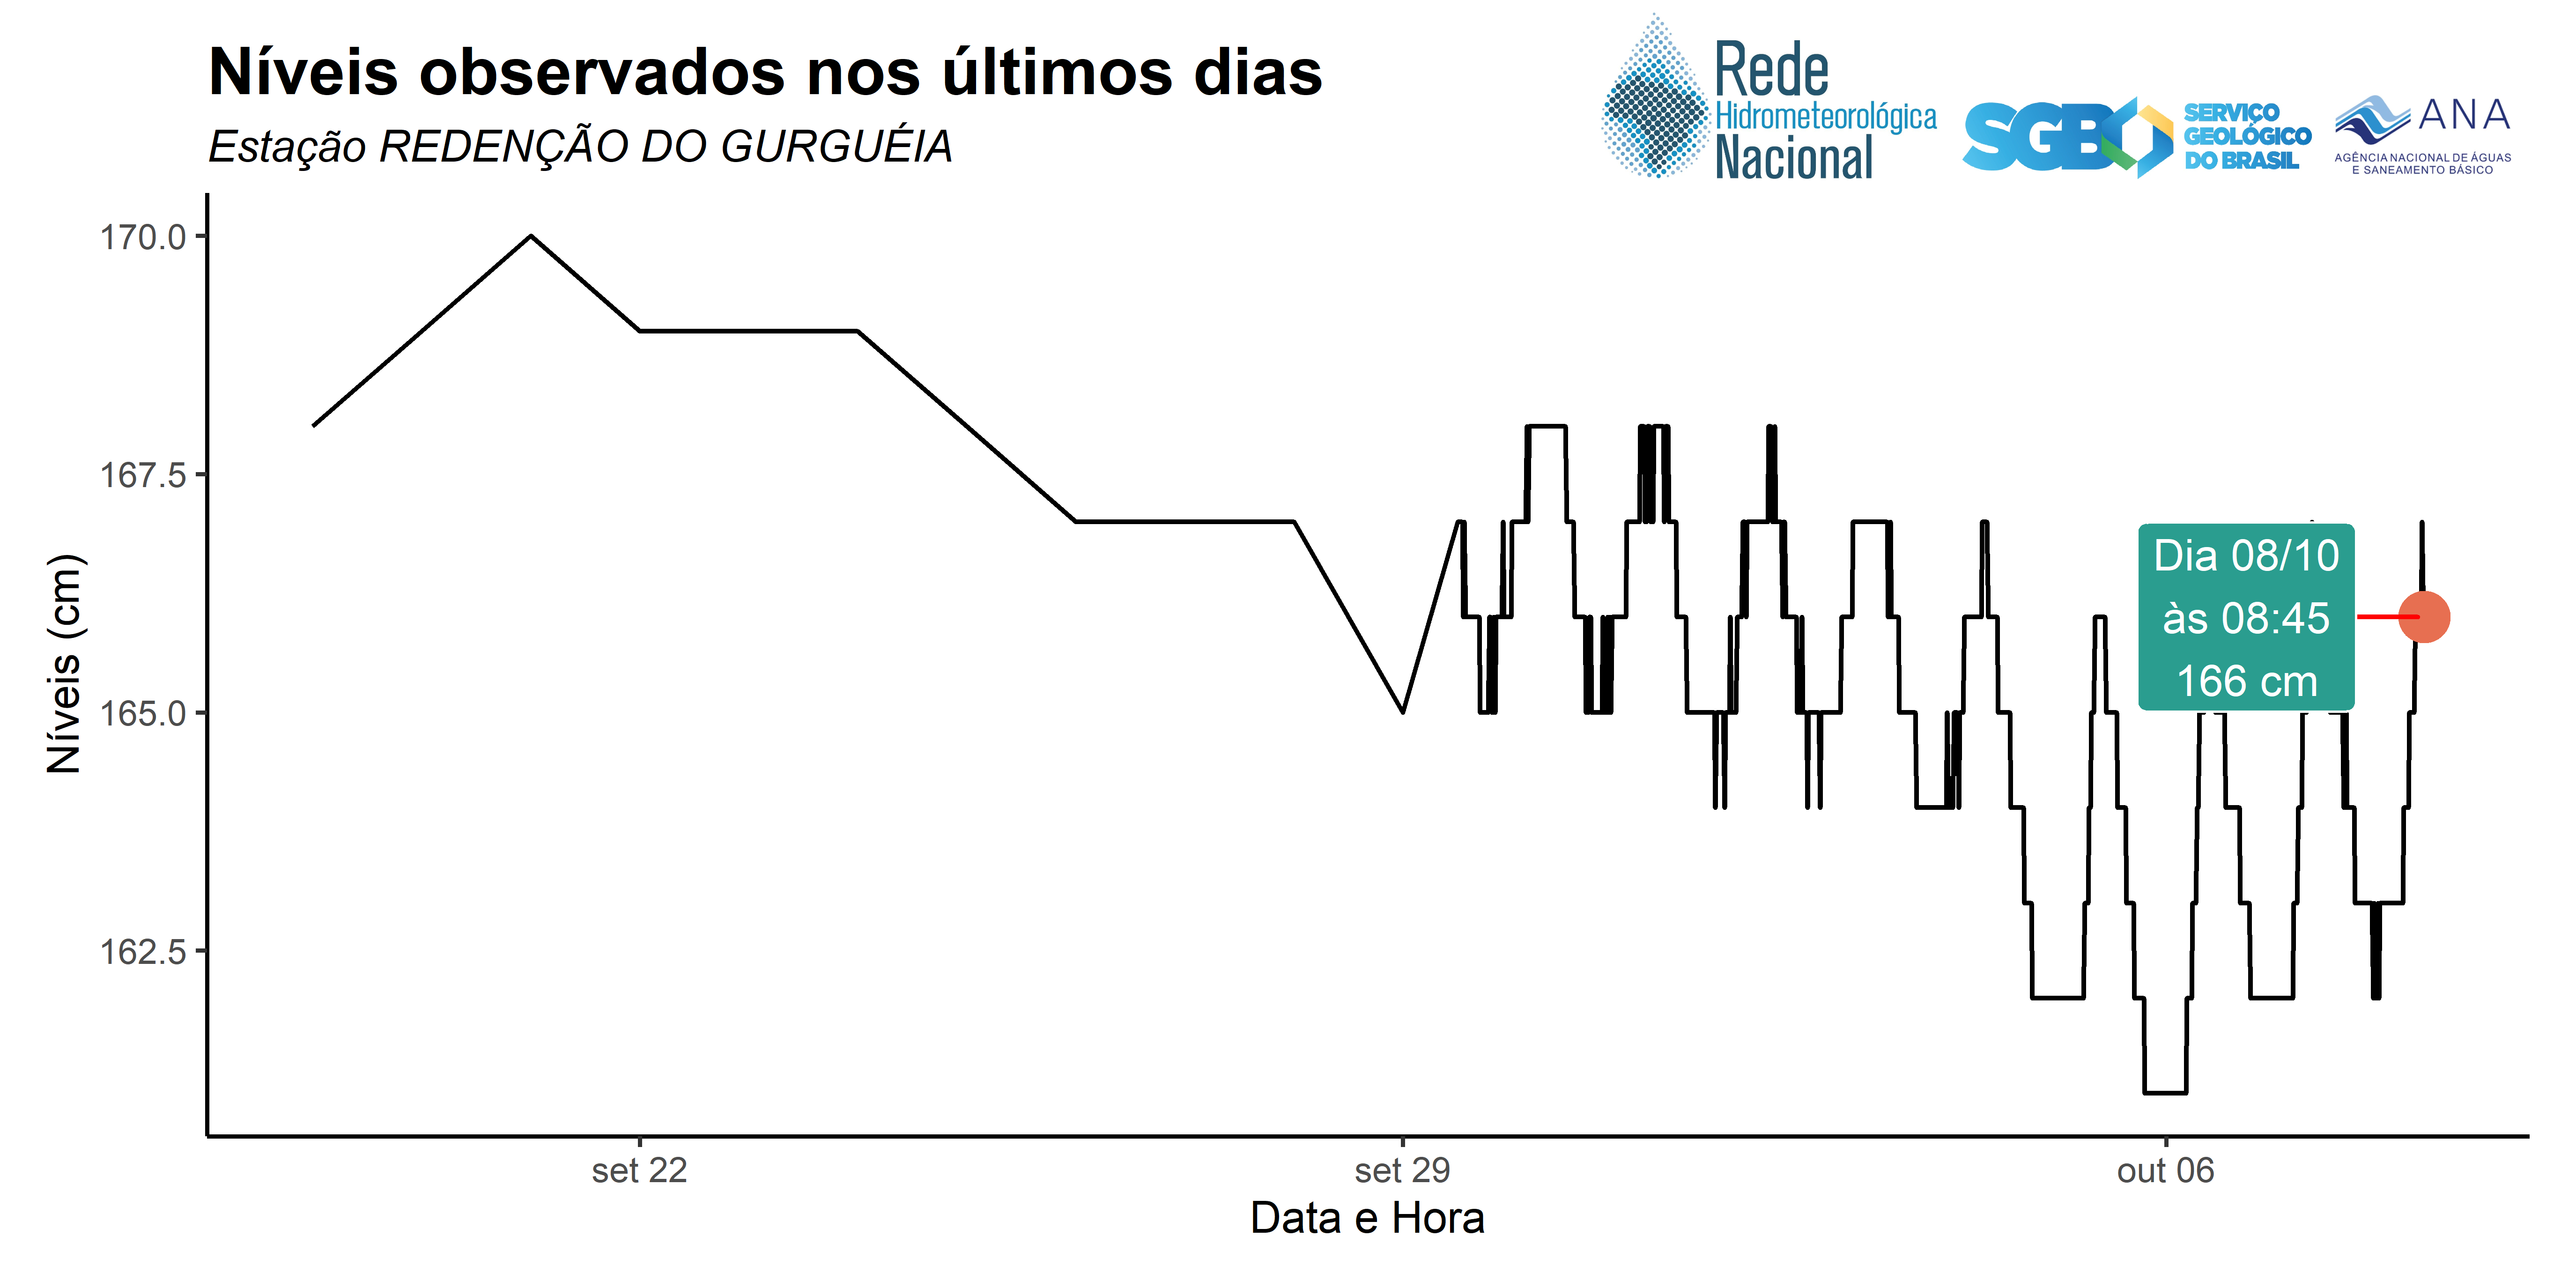 Níveis observados nos últimos dias
Estação REDENÇÃO DO GURGUÉIA
Rede
Hidrometeorológica
Nacional
SGB
SERVIÇO
GEOLÓGICO
DO BRASIL
ANA
AGÊNCIA NACIONAL DE ÁGUAS
E SANEAMENTO BÁSICO
Níveis (cm)
170.0
167.5
165.0
162.5
Dia 08/10
às 08:45
166 cm
set 22
set 29
out 06
Data e Hora